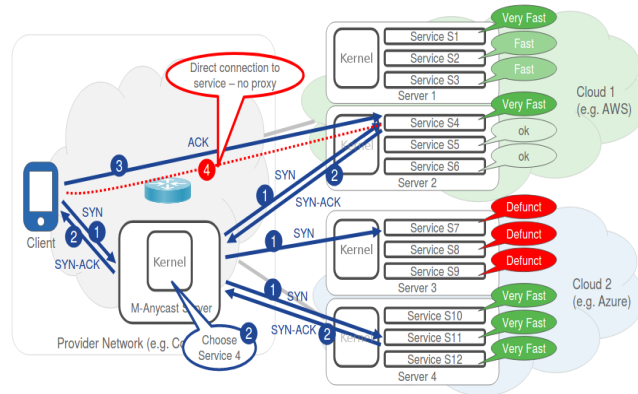 Very Fast
Service S1
Kernel
Service S2
Fast
Direct connection to
service – no proxy
Service S3
Fast
Server 1
Cloud 1
(e.g. AWS)
Very Fast
Service S4
ACK
Kernel
Service S5
ok
3
4
Service S6
ok
1
2
Server 2
SYN
SYN-ACK
SYN
1
2
Client
SYN-ACK
Kernel
1
SYN
Service S7
Defunct
Kernel
Service S8
Defunct
Service S9
Defunct
Server 3
Cloud 2
(e.g. Azure)
1
SYN
Very Fast
M-Anycast Server
Service S10
SYN-ACK
2
Kernel
Service S11
Very Fast
Choose
Service 4
2
Provider Network (e.g.
Service S12
Very Fast
Server 4